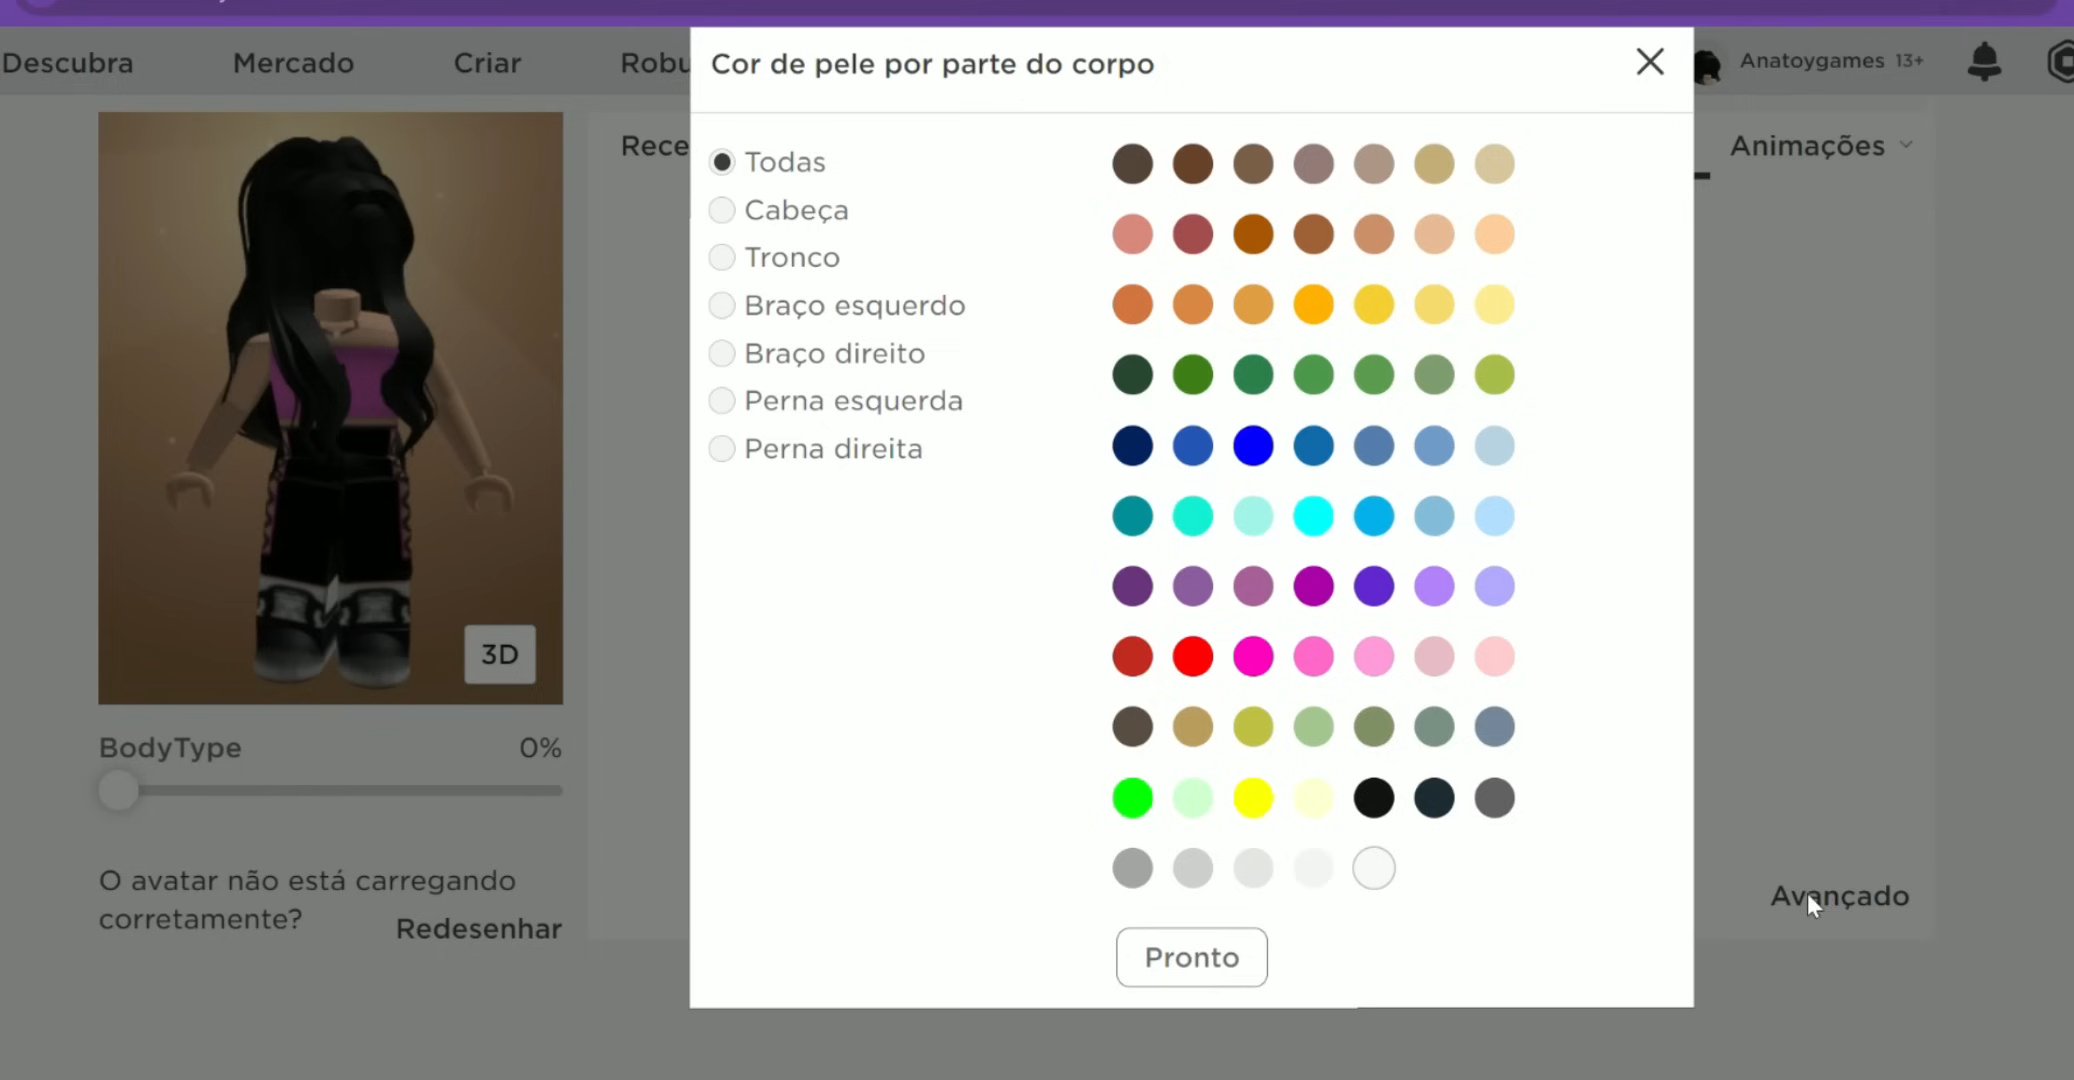 Descubra Mercado Criar Robu
Anatoygames 13+
Cor de pele por parte do corpo
Rece
Animações
Todas
Cabeça
Tronco
Braço esquerdo
Braço direito
Perna esquerda
Perna direita
3D
BodyType 0%
O avatar não está carregando
corretamente?
Redesenhar
Avançado
Pronto